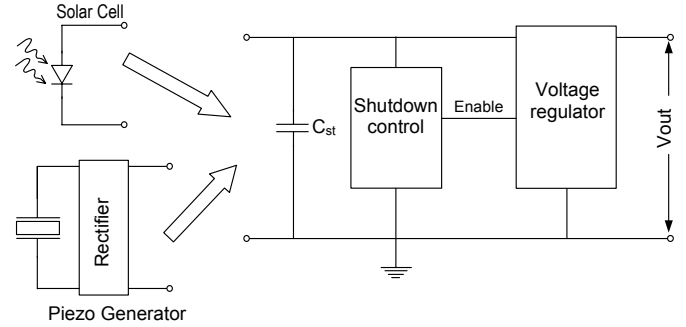 Solar Cell
Rectifier
Piezo Generator
Cst
Shutdown
control
Enable
Voltage
regulator
Vout